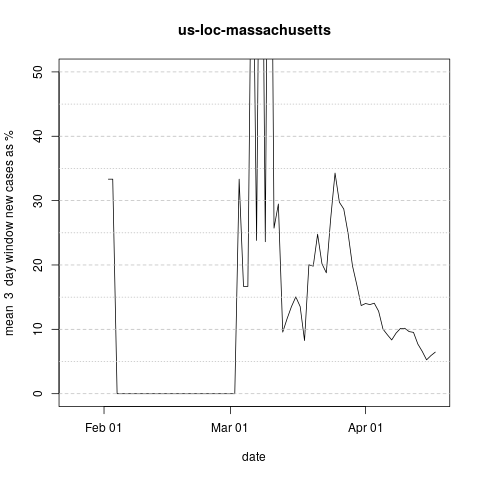 us-loc-massachusetts
mean 3 day window new cases as %
50
40
30
20
10
0
Feb 01
Mar 01
Apr 01
date